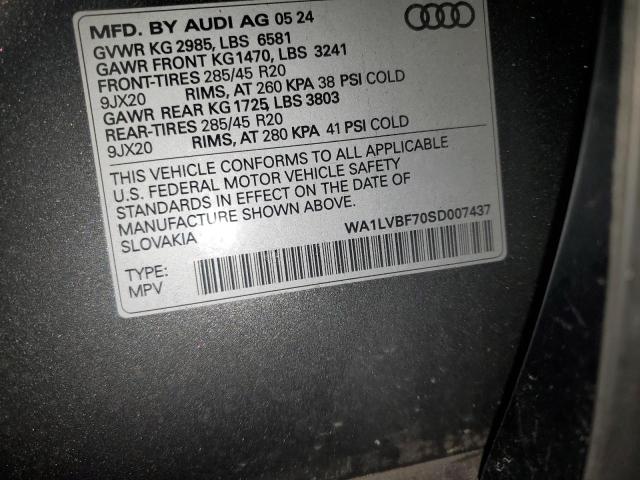 MFD. BY AUDI AG 05 24
GVWR KG 2985, LBS 6581
GAWR FRONT KG1470, LBS 3241
FRONT-TIRES 285/45 R20
9JX20 RIMS, AT 260 KPA 38 PSI COLD
GAWR REAR KG 1725, LBS 3803
REAR-TIRES 285/45 R20
9JX20 RIMS, AT 280 KPA 41 PSI COLD
THIS VEHICLE CONFORMS TO ALL APPLICABLE
U.S. FEDERAL MOTOR VEHICLE SAFETY
STANDARDS IN EFFECT ON THE DATE OF
MANUFACTURE SHOWN ABOVE.
SLOVAKIA WA1LVBF70SD007437
TYPE:
MPV